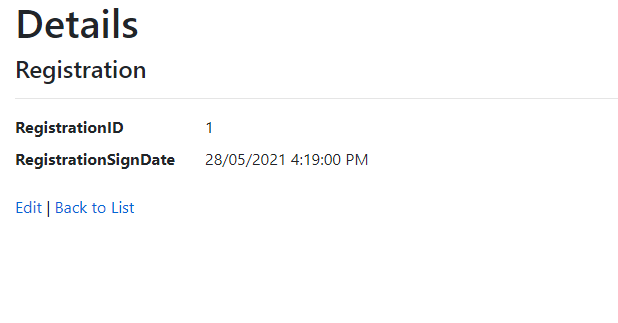 Details
Registration
RegistrationID 1
RegistrationSignDate 28/05/2021 4:19:00 PM
Edit | Back to List